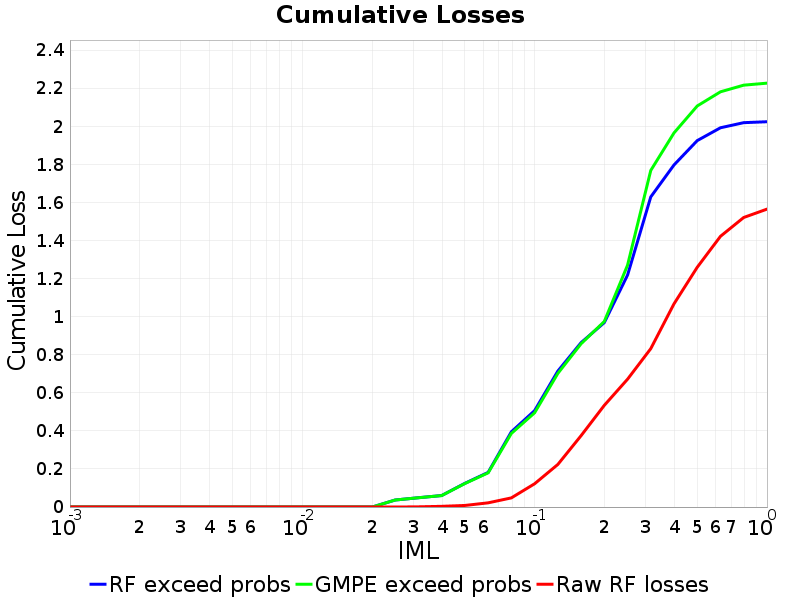 Cumulative Losses
2.4
2.2
2
1.8
1.6
1.4
1.2
1
0.8
0.6
0.4
0.2
0
Cumulative Loss
10^-3 2 3 4 5 6 10^-2 2 3 4 5 6 10^-1 2 3 4 5 6 7 10^0
IML
RF exceed probs GMPE exceed probs Raw RF losses